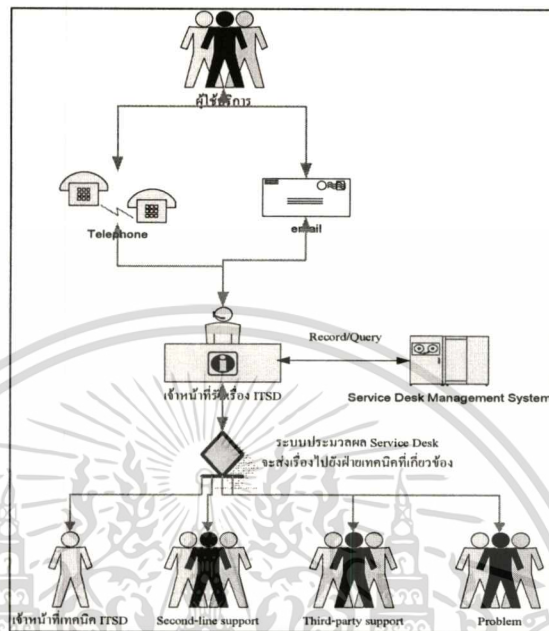 ผู้ใช้บริการ
Telephone
email
Record/Query
เจ้าหน้าที่รับเรื่อง ITSD
Service Desk Management System
ระบบประมวลผล Service Desk
จะส่งเรื่องไปยังฝ่ายเทคนิคที่เกี่ยวข้อง
เจ้าหน้าที่เทคนิค ITSD
Second-line support
Third-party support
Problem